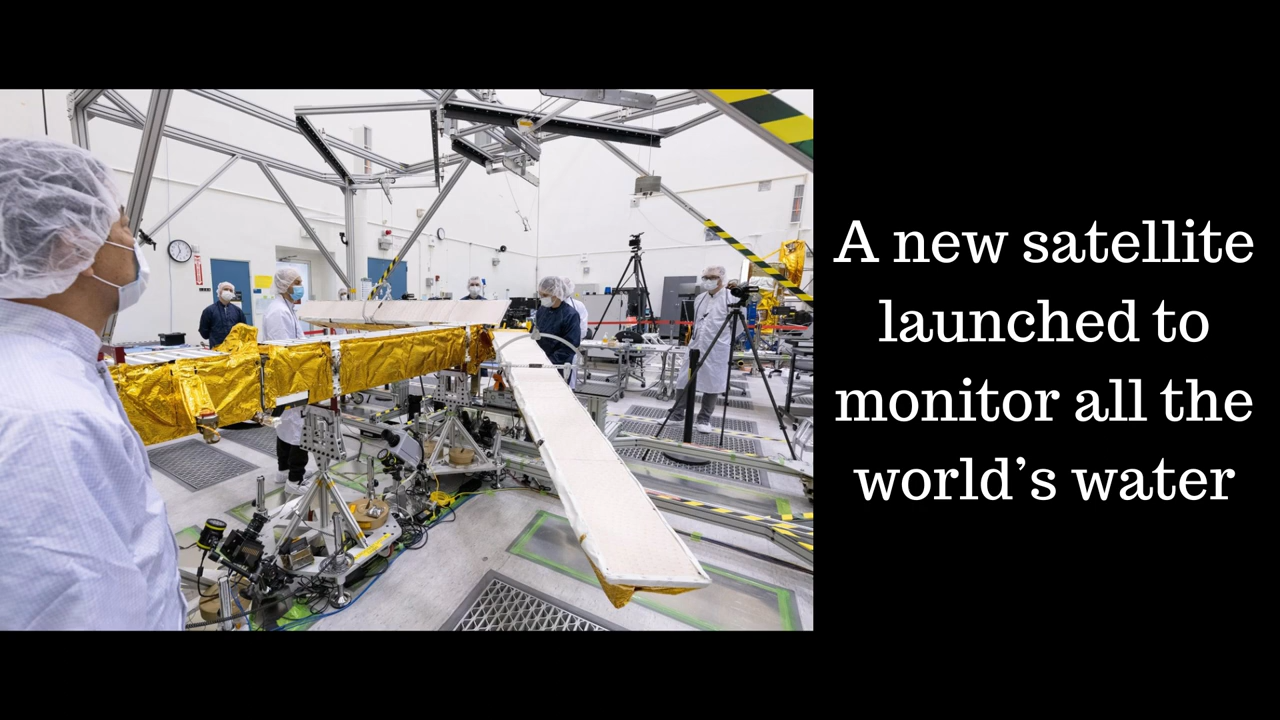 A new satellite
launched to
monitor all the
world’s water